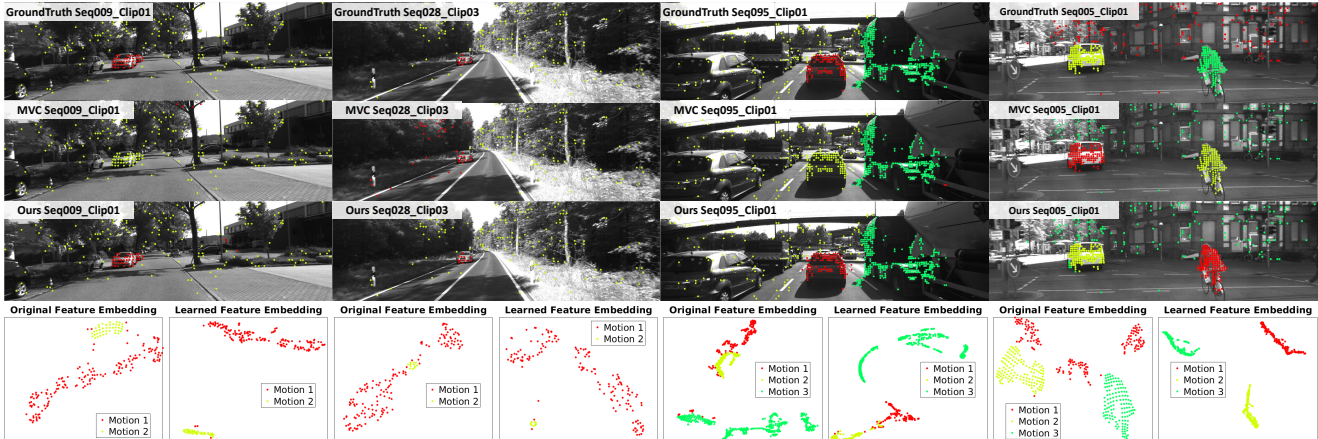 GroundTruth Seq009_Clip01
GroundTruth Seq028_Clip03
GroundTruth Seq095_Clip01
GroundTruth Seq005_Clip01
MVC Seq009_Clip01
MVC Seq028_Clip03
MVC Seq095_Clip01
MVC Seq005_Clip01
Ours Seq009_Clip01
Ours Seq028_Clip03
Ours Seq095_Clip01
Ours Seq005_Clip01
Original Feature Embedding
Learned Feature Embedding
Original Feature Embedding
Learned Feature Embedding
Original Feature Embedding
Learned Feature Embedding
Original Feature Embedding
Learned Feature Embedding
Motion 1
Motion 2
Motion 1
Motion 2
Motion 1
Motion 2
Motion 1
Motion 2
Motion 1
Motion 2
Motion 3
Motion 1
Motion 2
Motion 3
Motion 1
Motion 2
Motion 3
Motion 1
Motion 2
Motion 3